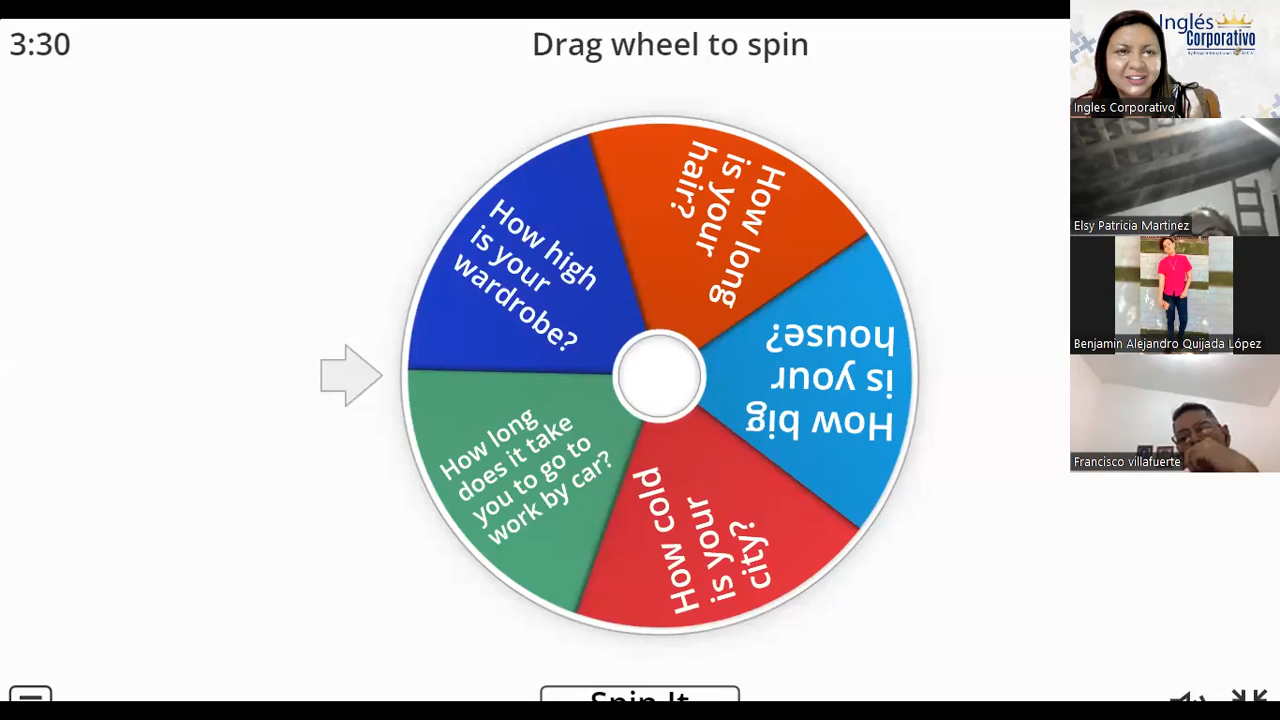 3:30
Drag wheel to spin
How high
is your
wardrobe?
How long
is your
hair?
How big
is your
house?
How cold
is your
city?
How long
does it take
you to go to
work by car?
Spin It
Inglés
Corporativo
Ingles Corporativo
Elsy Patricia Martinez
Benjamin Alejandro Quijada López
Francisco villafuerte